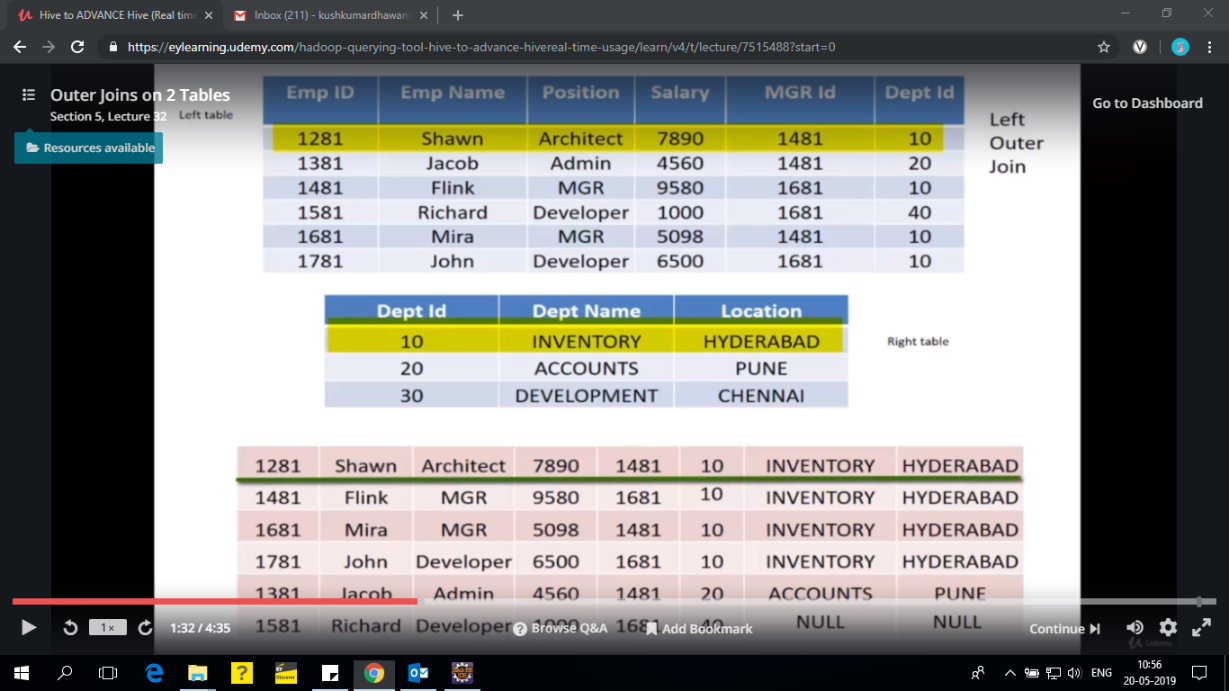 Hive to ADVANCE Hive (Real time
Inbox (211) - kushkumardhawan
https://eylearning.udemy.com/hadoop-querying-tool-hive-to-advance-hivereal-time-usage/learn/v4/t/lecture/7515488?start=0
Outer Joins on 2 Tables
Section 5, Lecture 32
Resources available
Go to Dashboard
Left table
Emp ID Emp Name Position Salary MGR Id Dept Id
1281 Shawn Architect 7890 1481 10
1381 Jacob Admin 4560 1481 20
1481 Flink MGR 9580 1681 10
1581 Richard Developer 1000 1681 40
1681 Mira MGR 5098 1481 10
1781 John Developer 6500 1681 10
Left
Outer
Join
Dept Id Dept Name Location
10 INVENTORY HYDERABAD
20 ACCOUNTS PUNE
30 DEVELOPMENT CHENNAI
Right table
1281 Shawn Architect 7890 1481 10 INVENTORY HYDERABAD
1481 Flink MGR 9580 1681 10 INVENTORY HYDERABAD
1681 Mira MGR 5098 1481 10 INVENTORY HYDERABAD
1781 John Developer 6500 1681 10 INVENTORY HYDERABAD
1381 Jacob Admin 4560 1481 20 ACCOUNTS PUNE
1581 Richard Developer NULL NULL
1x 1:32 / 4:35 Browse Q&A Add Bookmark Continue
Udemy
ENG
10:56
20-05-2019